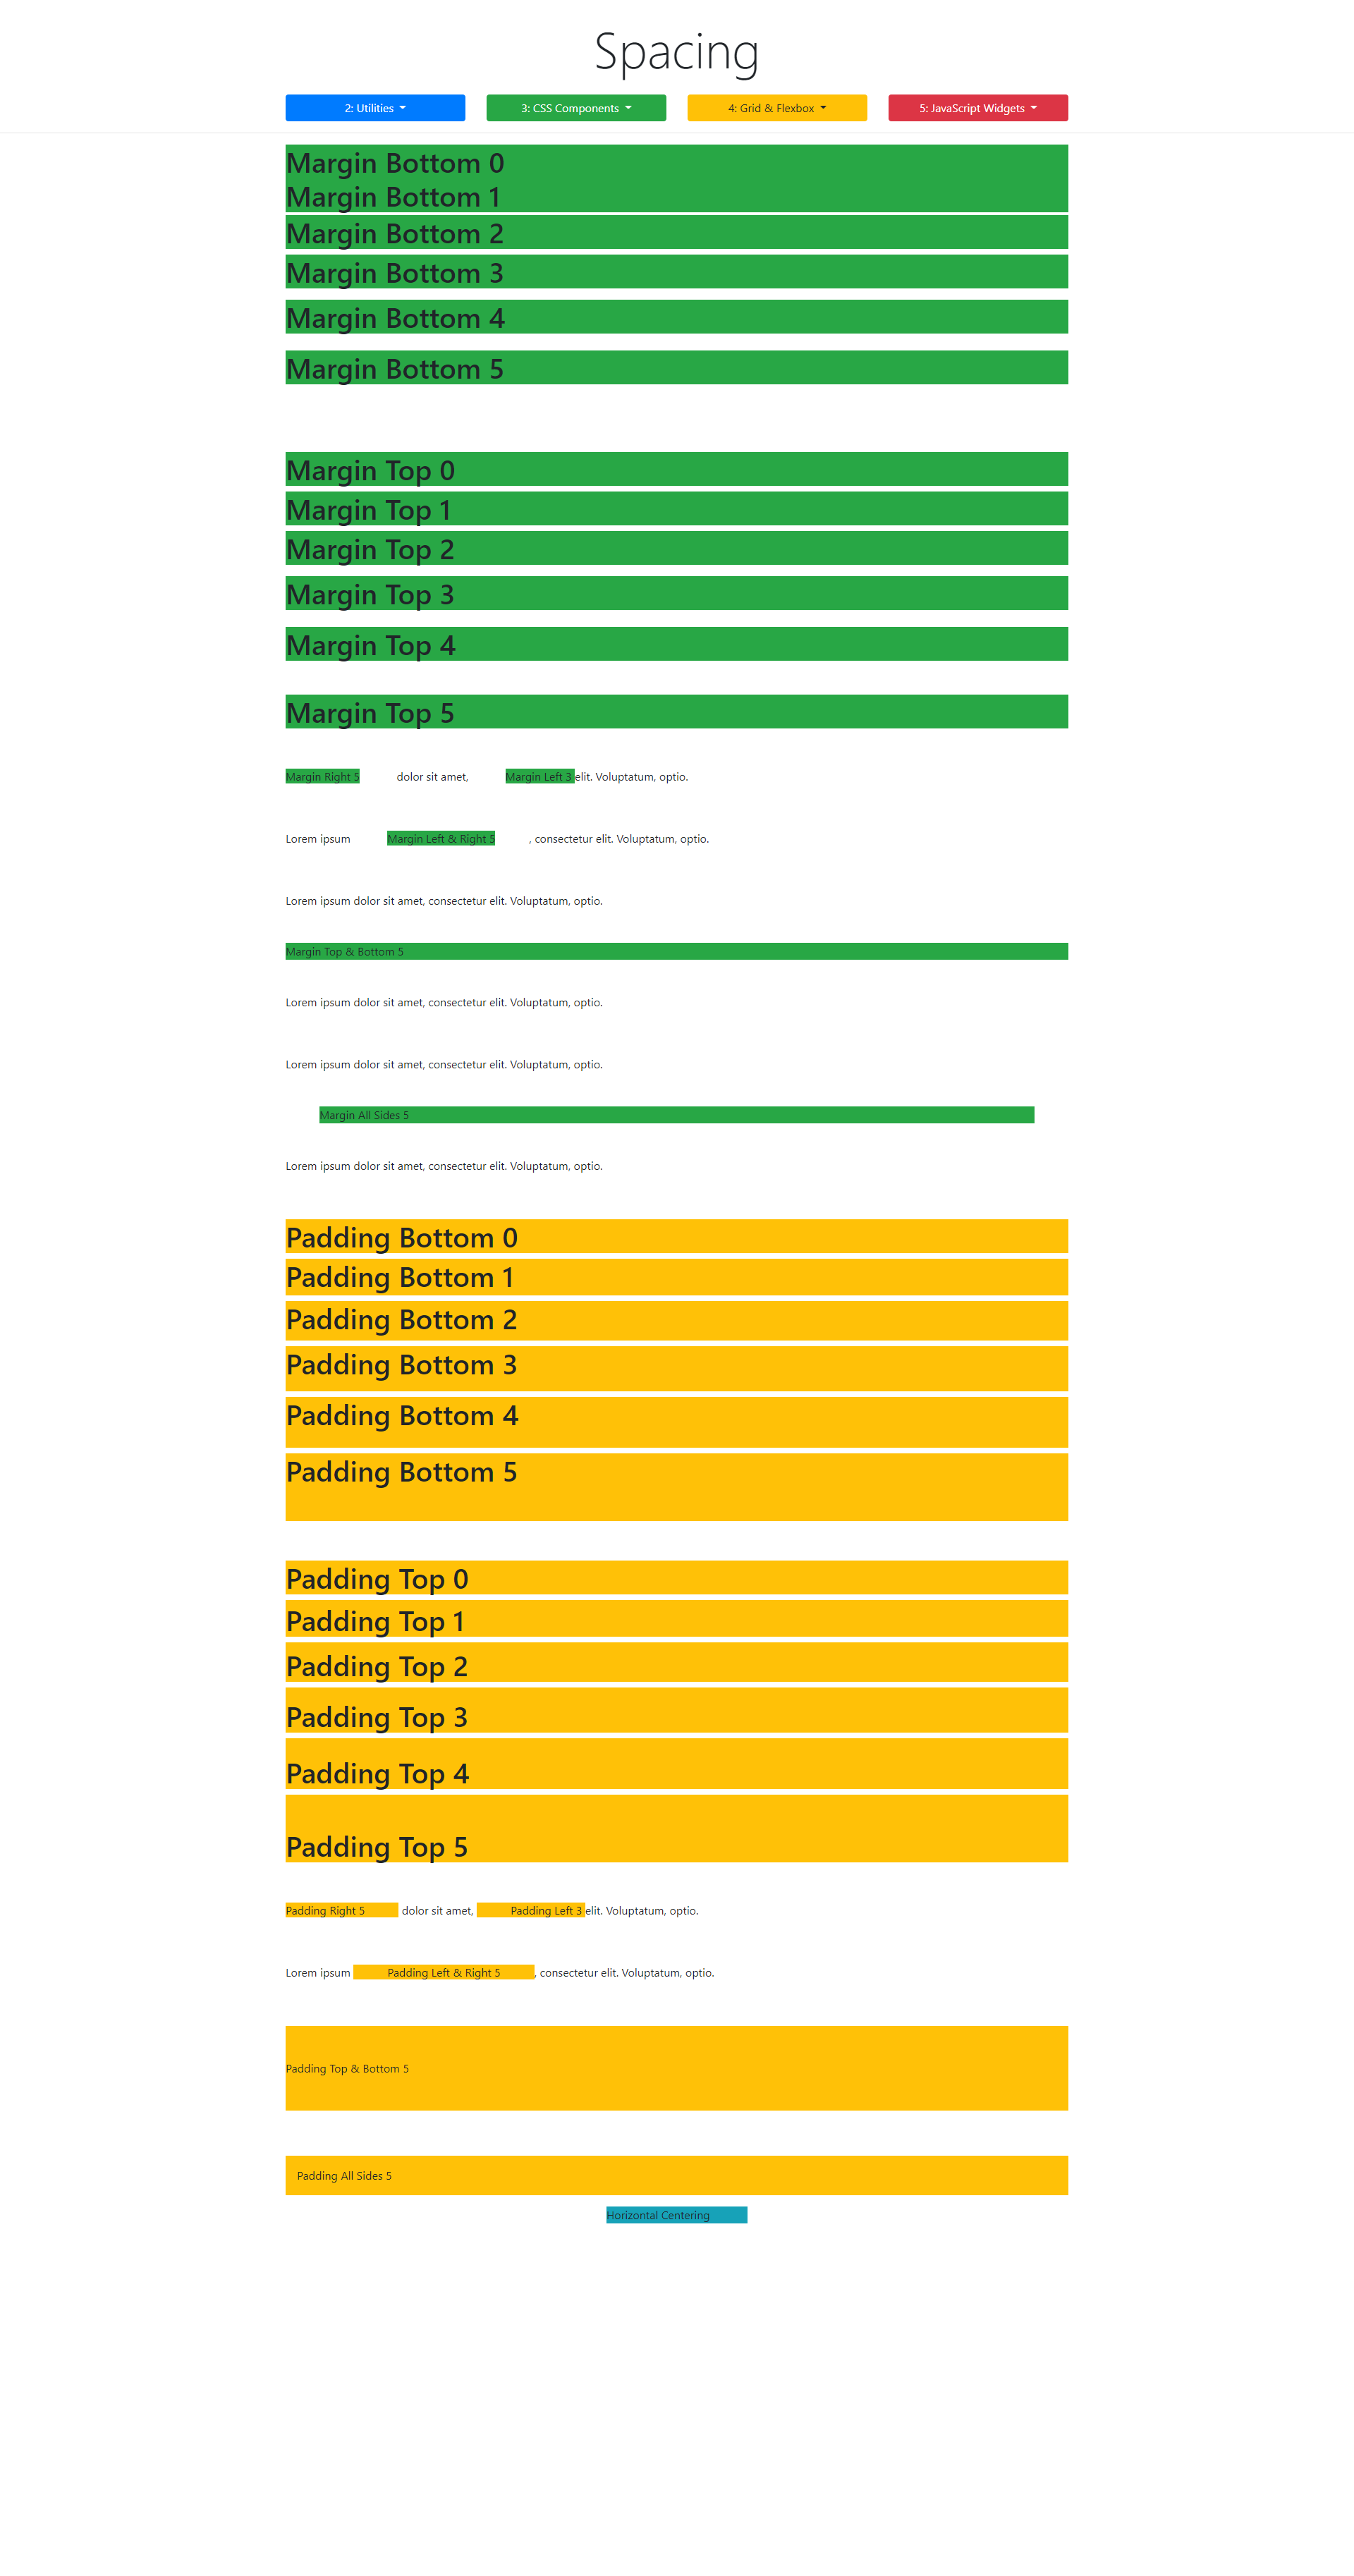 Spacing
2: Utilities
3: CSS Components
4: Grid & Flexbox
5: JavaScript Widgets
Margin Bottom 0
Margin Bottom 1
Margin Bottom 2
Margin Bottom 3
Margin Bottom 4
Margin Bottom 5
Margin Top 0
Margin Top 1
Margin Top 2
Margin Top 3
Margin Top 4
Margin Top 5
Margin Right 5 dolor sit amet, Margin Left 3 elit. Voluptatum, optio.
Lorem ipsum Margin Left & Right 5 , consectetur elit. Voluptatum, optio.
Lorem ipsum dolor sit amet, consectetur elit. Voluptatum, optio.
Margin Top & Bottom 5
Lorem ipsum dolor sit amet, consectetur elit. Voluptatum, optio.
Lorem ipsum dolor sit amet, consectetur elit. Voluptatum, optio.
Margin All Sides 5
Lorem ipsum dolor sit amet, consectetur elit. Voluptatum, optio.
Padding Bottom 0
Padding Bottom 1
Padding Bottom 2
Padding Bottom 3
Padding Bottom 4
Padding Bottom 5
Padding Top 0
Padding Top 1
Padding Top 2
Padding Top 3
Padding Top 4
Padding Top 5
Padding Right 5 dolor sit amet, Padding Left 3 elit. Voluptatum, optio.
Lorem ipsum Padding Left & Right 5 , consectetur elit. Voluptatum, optio.
Padding Top & Bottom 5
Padding All Sides 5
Horizontal Centering